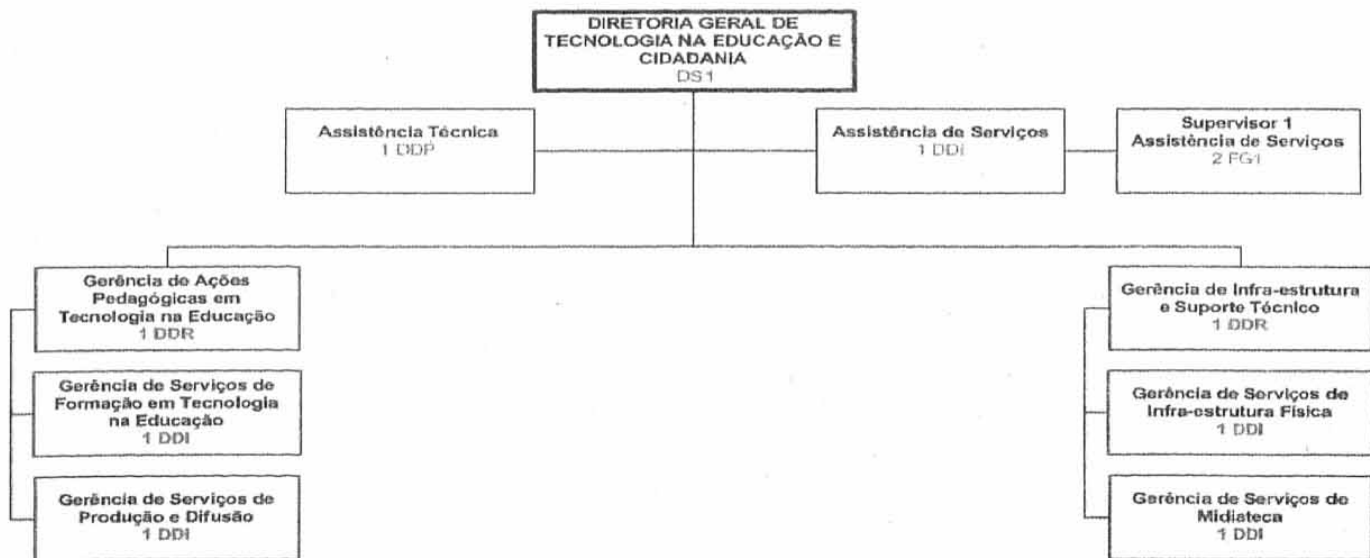 DIRETORIA GERAL DE
TECNOLOGIA NA EDUCAÇÃO E
CIDADANIA
DS1
Assistência Técnica
1 DDP
Assistência de Serviços
1 DDI
Supervisor 1
Assistência de Serviços
2 FG1
Gerência de Ações
Pedagógicas em
Tecnologia na Educação
1 DDR
Gerência de Serviços de
Formação em Tecnologia
na Educação
1 DDI
Gerência de Serviços de
Produção e Difusão
1 DDI
Gerência de Infra-estrutura
e Suporte Técnico
1 DDR
Gerência de Serviços de
Infra-estrutura Física
1 DDI
Gerência de Serviços de
Midiateca
1 DDI